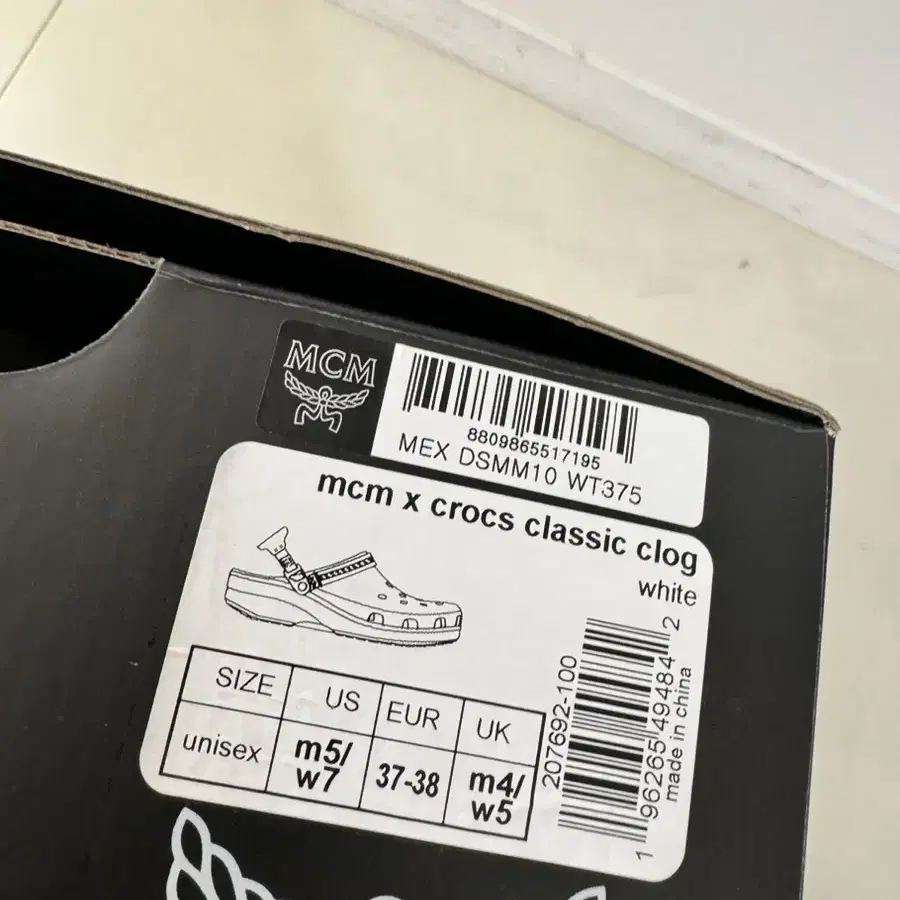 MCM
8809865517195
MEX DSMM10 WT375
mcm x crocs classic clog
white
SIZE US EUR UK
unisex m5/w7 37-38 m4/w5
207692-100
1 96265 49484 2
made in china